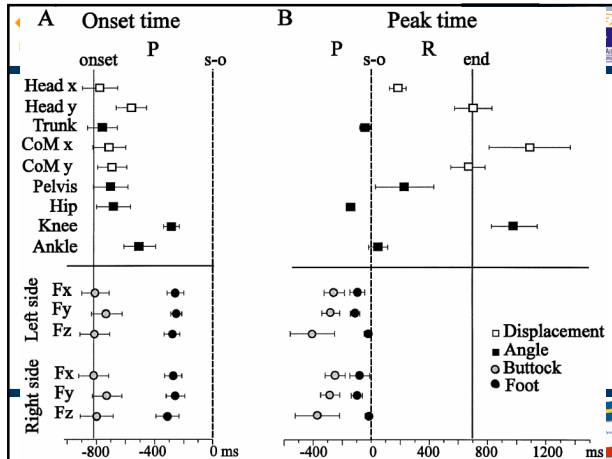 A Onset time
B Peak time
P
P R
onset s-o
s-o end
Head x
Head y
Trunk
CoM x
CoM y
Pelvis
Hip
Knee
Ankle
Left side
Fx
Fy
Fz
Right side
Fx
Fy
Fz
Displacement
Angle
Buttock
Foot
-800 -400 0 ms
-400 0 400 800 1200 ms